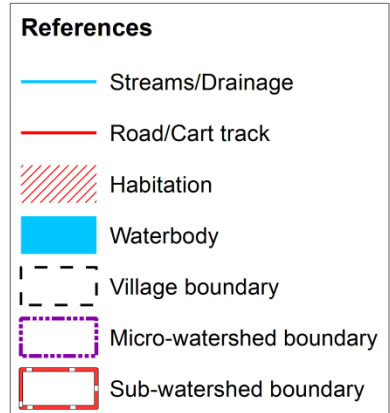 References
Streams/Drainage
Road/Cart track
Habitation
Waterbody
Village boundary
Micro-watershed boundary
Sub-watershed boundary